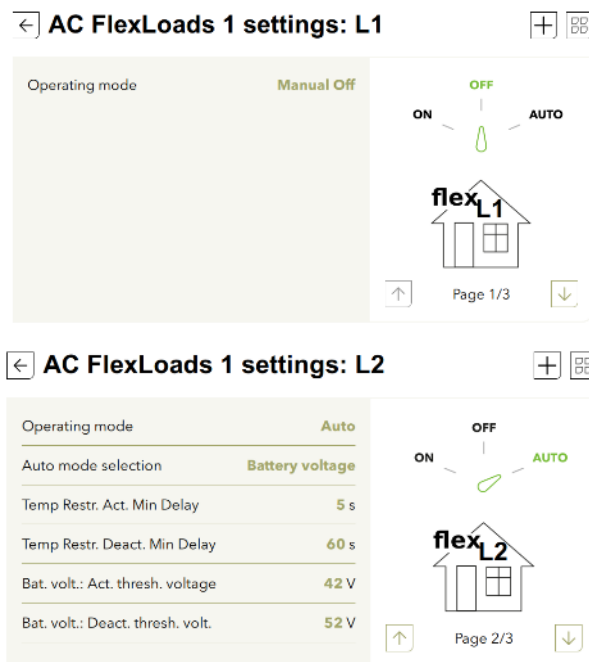 AC FlexLoads 1 settings: L1
Operating mode Manual Off
OFF
ON AUTO
flex L1
Page 1/3
AC FlexLoads 1 settings: L2
Operating mode Auto
OFF
Auto mode selection Battery voltage
ON AUTO
Temp Restr. Act. Min Delay 5 s
Temp Restr. Deact. Min Delay 60 s
flex L2
Bat. volt.: Act. thresh. voltage 42 V
Bat. volt.: Deact. thresh. volt. 52 V
Page 2/3